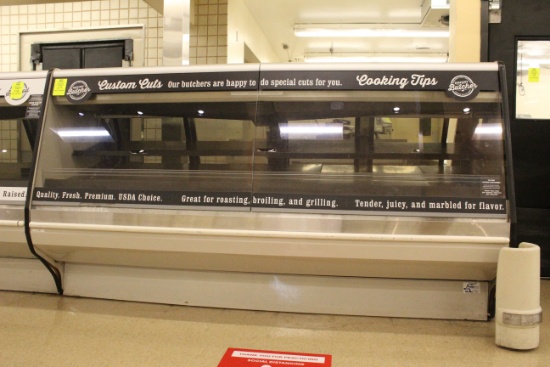 Custom Cuts Our butchers are happy to do special cuts for you. Cooking Tips
Butcher
Raised.
Quality. Fresh. Premium. USDA Choice. Great for roasting, broiling, and grilling. Tender, juicy, and marbled for flavor.